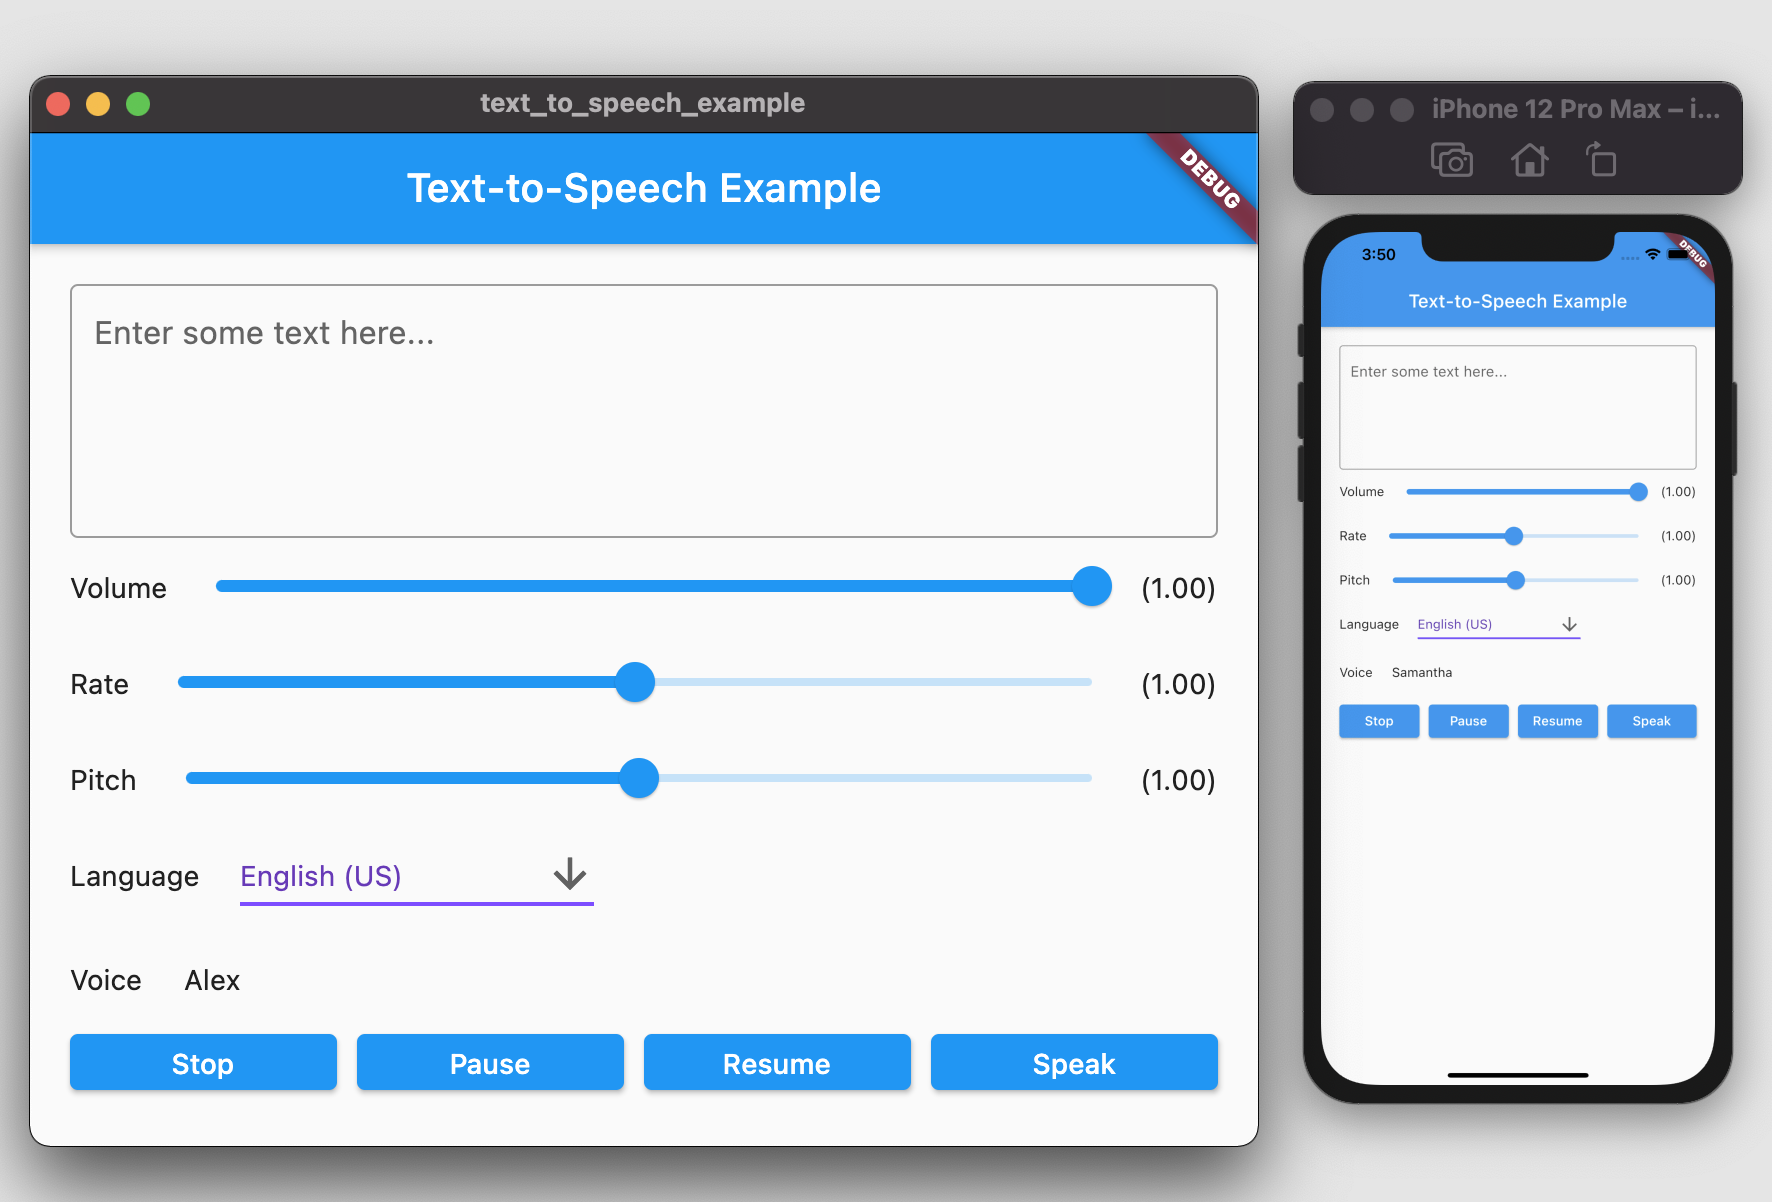 text_to_speech_example
Text-to-Speech Example
DEBUG
Enter some text here...
Volume (1.00)
Rate (1.00)
Pitch (1.00)
Language English (US)
Voice Alex
Stop Pause Resume Speak
iPhone 12 Pro Max – i...
3:50
DEBUG
Text-to-Speech Example
Enter some text here...
Volume (1.00)
Rate (1.00)
Pitch (1.00)
Language English (US)
Voice Samantha
Stop Pause Resume Speak